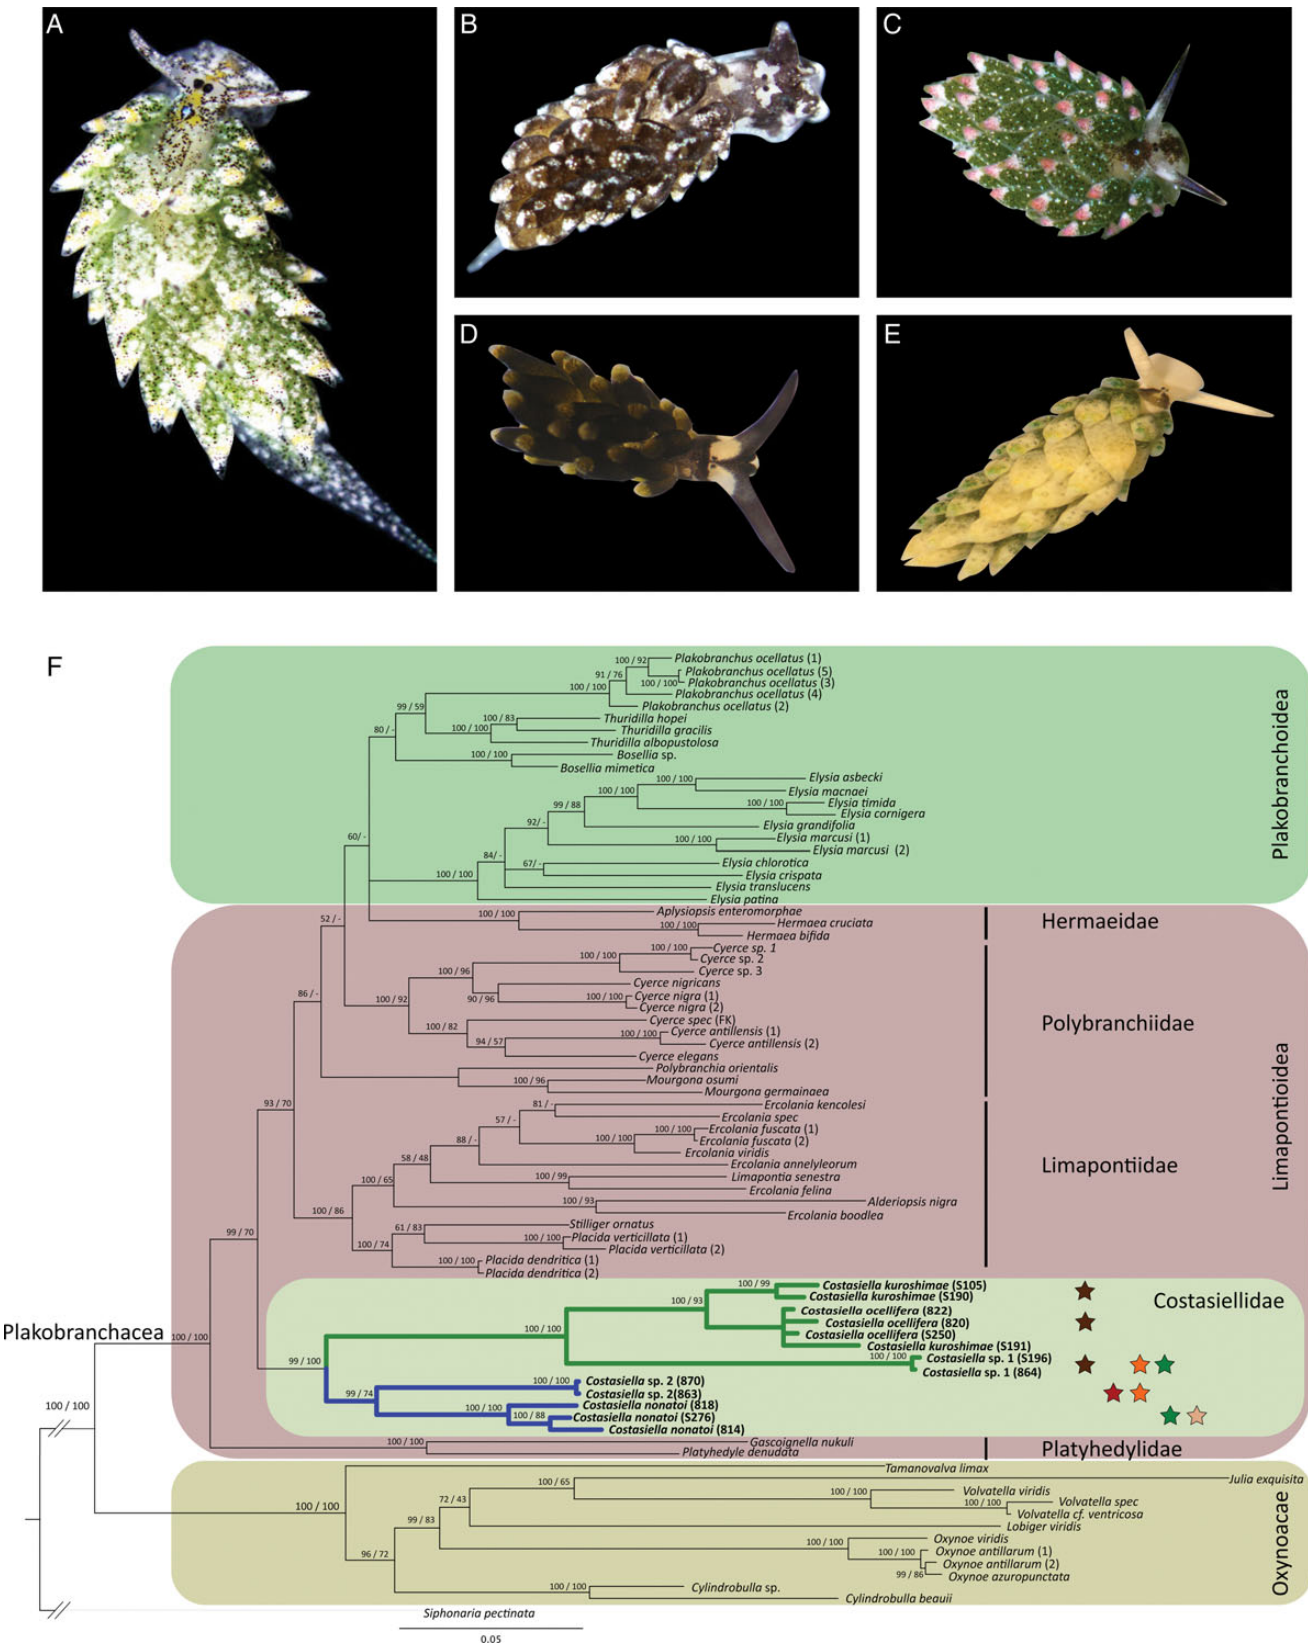 A
B
C
D
E
F
100 / 92
Plakobranchus ocellatus (1)
91 / 76
Plakobranchus ocellatus (5)
100 / 100
Plakobranchus ocellatus (3)
100 / 100
Plakobranchus ocellatus (4)
99 / 59
Plakobranchus ocellatus (2)
100 / 83
Thuridilla hopei
80 / -
100 / 100
Thuridilla gracilis
Thuridilla albopustolosa
100 / 100
Bosellia sp.
Bosellia mimetica
100 / 100
Elysia asbecki
100 / 100
Elysia macnaei
99 / 88
100 / 100
Elysia timida
Elysia cornigera
92/ -
Elysia grandifolia
60/ -
100 / 100
Elysia marcusi (1)
Elysia marcusi (2)
84/ -
67/ -
Elysia chlorotica
100 / 100
Elysia crispata
Elysia translucens
Elysia patina
Plakobranchoidea
52 / -
100 / 100
Aplysiopsis enteromorphae
100 / 100
Hermaea cruciata
Hermaea bifida
Hermaeidae
100 / 100
Cyerce sp. 1
100 / 100
Cyerce sp. 2
100 / 96
Cyerce sp. 3
86 / -
Cyerce nigricans
100 / 92
90 / 96
100 / 100
Cyerce nigra (1)
Cyerce nigra (2)
100 / 82
Cyerce spec (FK)
100 / 100
Cyerce antillensis (1)
94 / 57
Cyerce antillensis (2)
Cyerce elegans
Polybranchia orientalis
100 / 96
Mourgona osumi
Mourgona germainaea
Polybranchiidae
93 / 70
81 / -
Ercolania kencolesi
57 / -
Ercolania spec
100 / 100
Ercolania fuscata (1)
88 / -
100 / 100
Ercolania fuscata (2)
Ercolania viridis
58 / 48
Ercolania annelyleorum
100 / 65
100 / 99
Limapontia senestra
Ercolania felina
100 / 93
Alderiopsis nigra
100 / 86
Ercolania boodlea
61 / 83
Stilliger ornatus
100 / 74
100 / 100
Placida verticillata (1)
Placida verticillata (2)
100 / 100
Placida dendritica (1)
Placida dendritica (2)
Limapontiidae
Limapontioidea
99 / 70
100 / 99
Costasiella kuroshimae (S105)
Costasiella kuroshimae (S190)
100 / 93
Costasiella ocellifera (822)
Costasiella ocellifera (820)
100 / 100
Costasiella ocellifera (S250)
Costasiella kuroshimae (S191)
100 / 100
Costasiella sp. 1 (S196)
Costasiella sp. 1 (864)
99 / 100
100 / 100
Costasiella sp. 2 (870)
99 / 74
Costasiella sp. 2(863)
100 / 100
Costasiella nonatoi (818)
100 / 88
Costasiella nonatoi (S276)
Costasiella nonatoi (814)
Costasiellidae
Plakobranchacea
100 / 100
100 / 100
100 / 100
Gascoignella nukuli
Platyhedyle denudata
Platyhedylidae
Tamanovalva limax
100 / 65
Julia exquisita
100 / 100
100 / 100
Volvatella viridis
72 / 43
100 / 100
Volvatella spec
Volvatella cf. ventricosa
99 / 83
Lobiger viridis
100 / 100
Oxynoe viridis
96 / 72
100 / 100
Oxynoe antillarum (1)
Oxynoe antillarum (2)
99 / 86
Oxynoe azuropunctata
100 / 100
Cylindrobulla sp.
Cylindrobulla beauii
Oxynoacae
Siphonaria pectinata
0.05